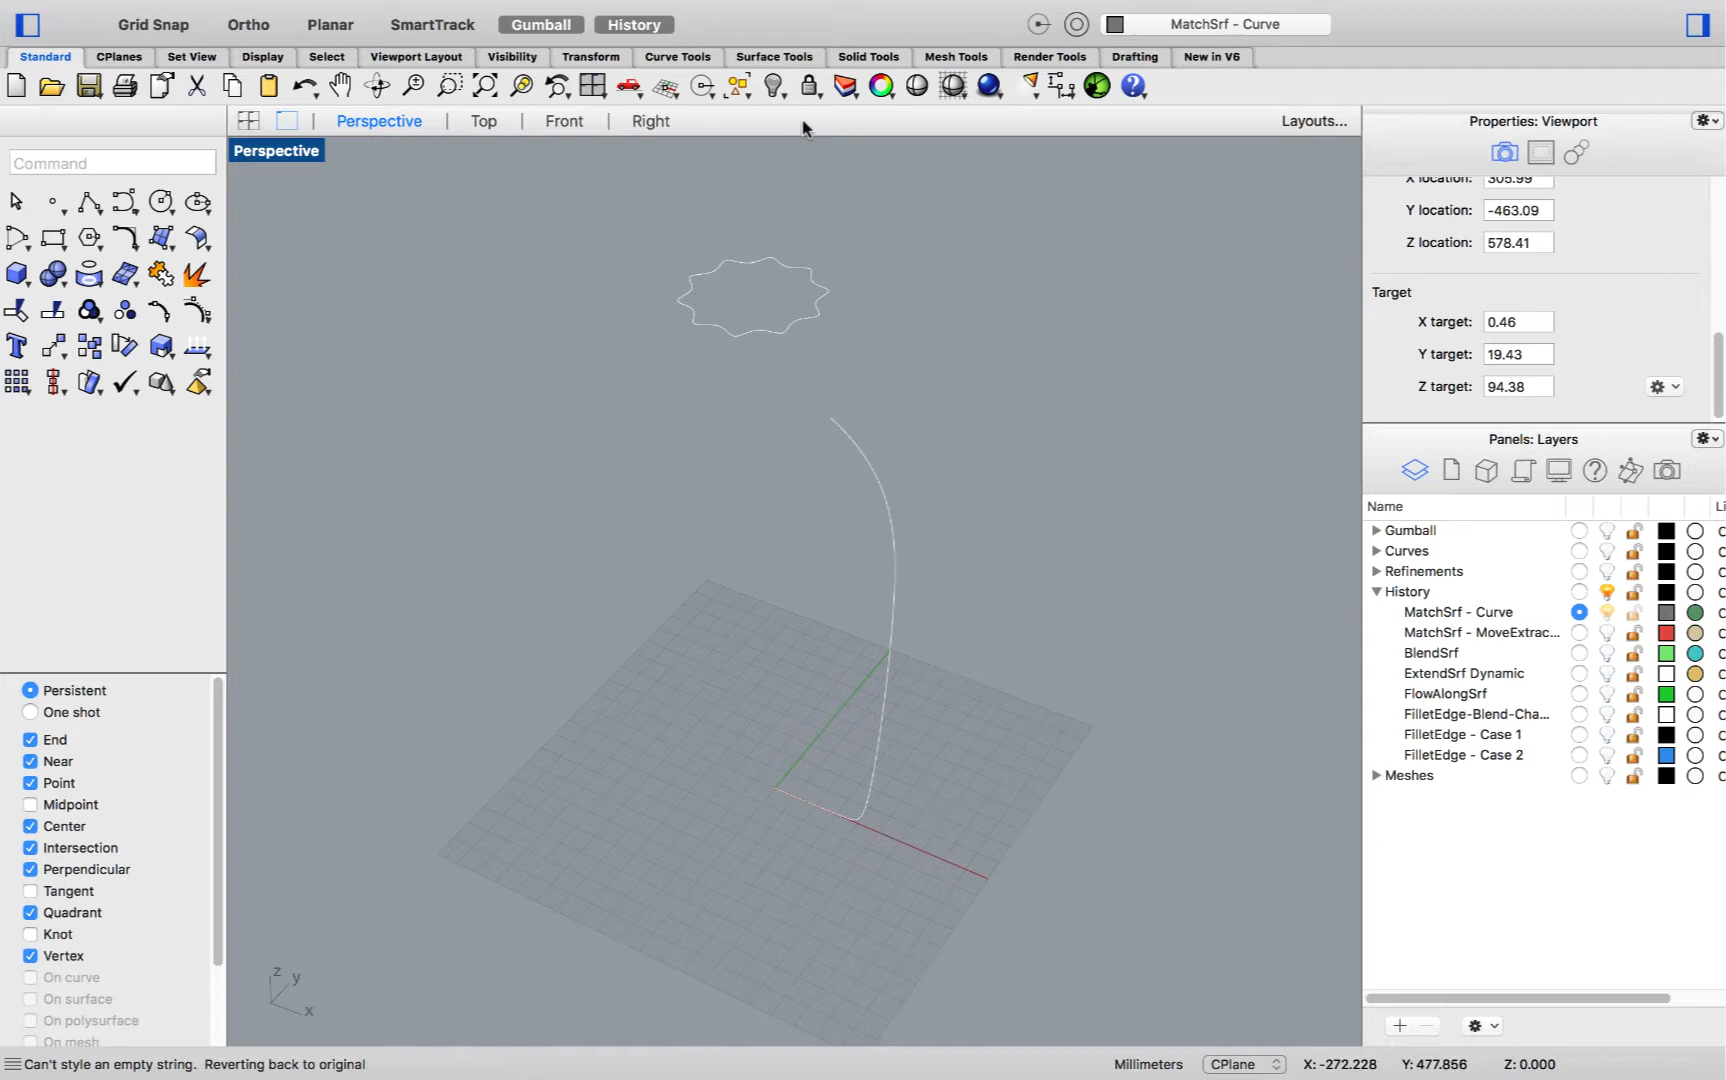 Grid Snap Ortho Planar SmartTrack Gumball History MatchSrf - Curve
Standard CPlanes Set View Display Select Viewport Layout Visibility Transform Curve Tools Surface Tools Solid Tools Mesh Tools Render Tools Drafting New in V6
Perspective Top Front Right Layouts...
Perspective
Command
Persistent
One shot
End
Near
Point
Midpoint
Center
Intersection
Perpendicular
Tangent
Quadrant
Knot
Vertex
On curve
On surface
On polysurface
On mesh
z
y
x
Properties: Viewport
X location: 305.99
Y location: -463.09
Z location: 578.41
Target
X target: 0.46
Y target: 19.43
Z target: 94.38
Panels: Layers
Name Li
Gumball C
Curves C
Refinements C
History C
MatchSrf - Curve C
MatchSrf - MoveExtrac... C
BlendSrf C
ExtendSrf Dynamic C
FlowAlongSrf C
FilletEdge-Blend-Cha... C
FilletEdge - Case 1 C
FilletEdge - Case 2 C
Meshes C
Can't style an empty string. Reverting back to original Millimeters CPlane X: -272.228 Y: 477.856 Z: 0.000